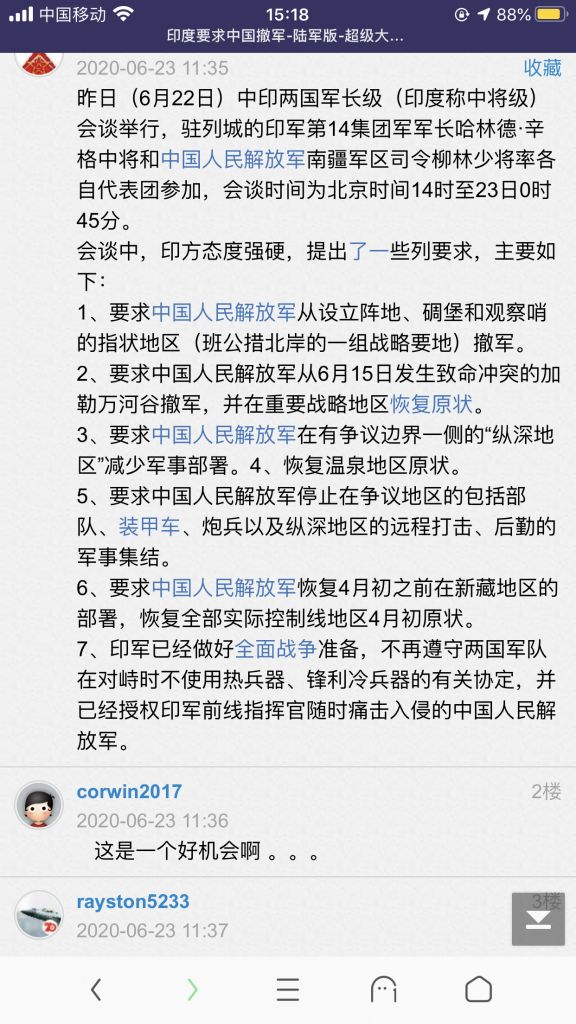 中国移动
15:18
88%
印度要求中国撤军-陆军版-超级大...
2020-06-23 11:35
收藏
昨日（6月22日）中印两国军长级（印度称中将级）
会谈举行，驻列城的印军第14集团军军长哈林德·辛
格中将和中国人民解放军南疆军区司令柳林少将率各
自代表团参加，会谈时间为北京时间14时至23日0时
45分。
会谈中，印方态度强硬，提出了一些列要求，主要如
下：
1、要求中国人民解放军从设立阵地、碉堡和观察哨
的指状地区（班公措北岸的一组战略要地）撤军。
2、要求中国人民解放军从6月15日发生致命冲突的加
勒万河谷撤军，并在重要战略地区恢复原状。
3、要求中国人民解放军在有争议边界一侧的“纵深地
区”减少军事部署。4、恢复温泉地区原状。
5、要求中国人民解放军停止在争议地区的包括部
队、装甲车、炮兵以及纵深地区的远程打击、后勤的
军事集结。
6、要求中国人民解放军恢复4月初之前在新藏地区的
部署，恢复全部实际控制线地区4月初原状。
7、印军已经做好全面战争准备，不再遵守两国军队
在对峙时不使用热兵器、锋利冷兵器的有关协定，并
已经授权印军前线指挥官随时痛击入侵的中国人民解
放军。
corwin2017
2楼
2020-06-23 11:36
这是一个好机会啊 。。。
rayston5233
3楼
2020-06-23 11:37